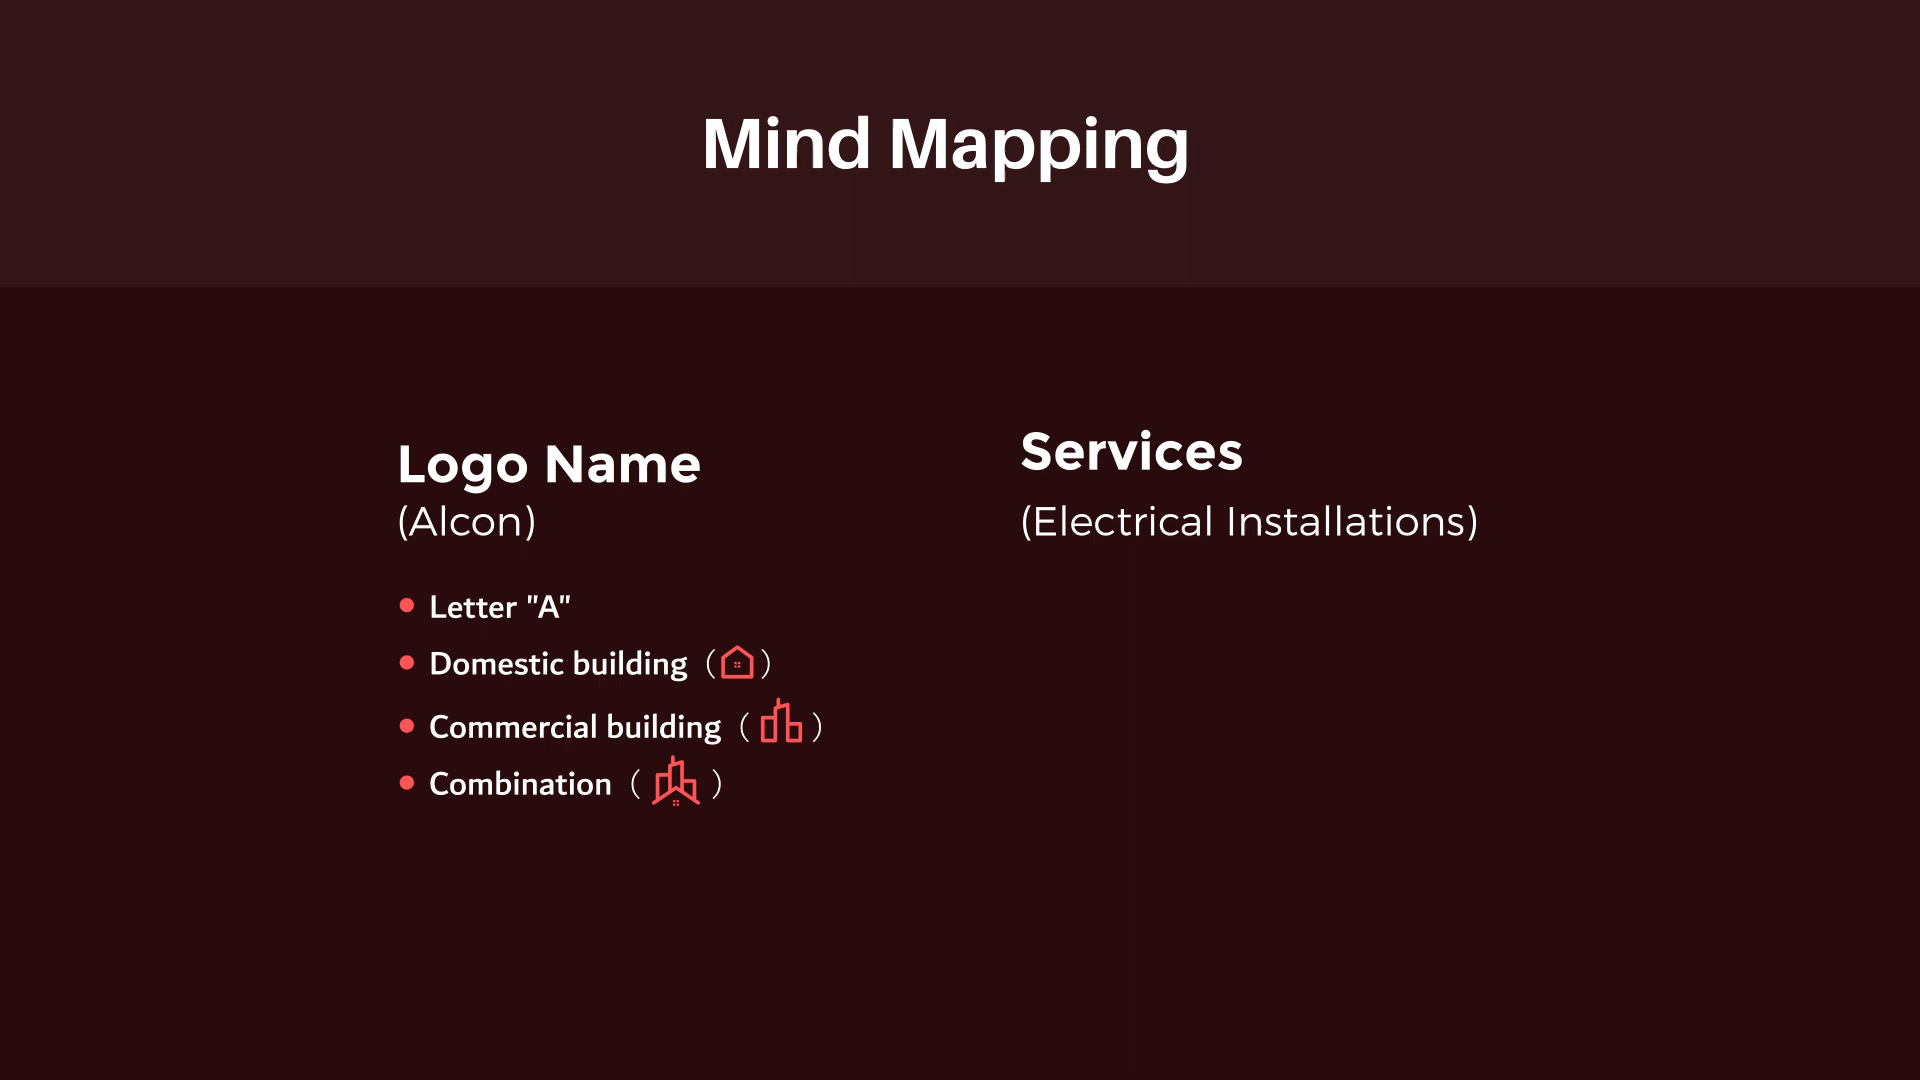 Mind Mapping
Logo Name
(Alcon)
• Letter "A"
• Domestic building ( )
• Commercial building ( )
• Combination ( )
Services
(Electrical Installations)